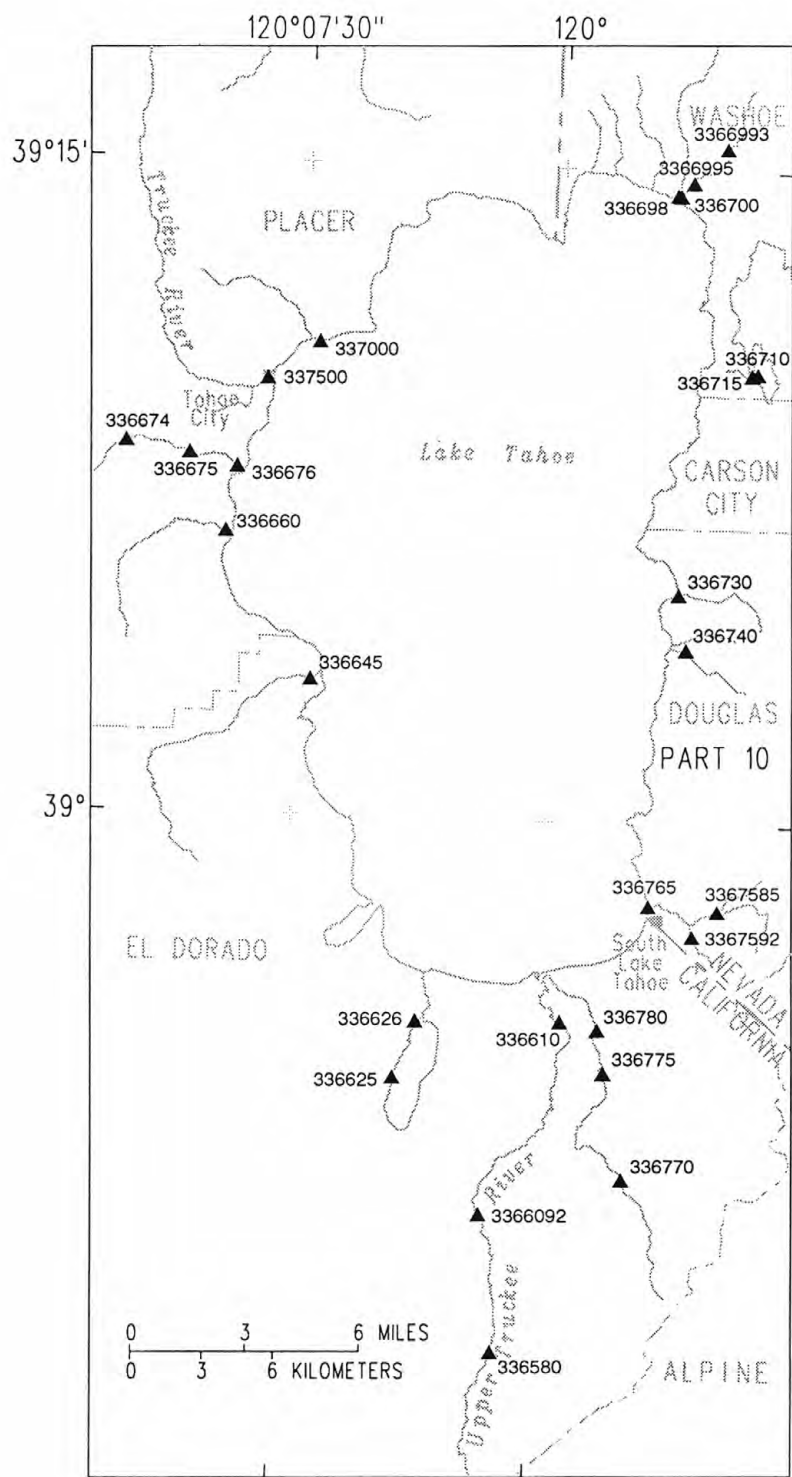 120°07'30" 120°
39°15'
WASHOE
3366993
3366995
336698
336700
Truckee River
PLACER
337000
337500
336710
336715
Tahoe
City
336674
336675
336676
Lake Tahoe
CARSON
CITY
336660
336730
336740
336645
DOUGLAS
PART 10
39°
336765
3367585
3367592
EL DORADO
South
Lake
Tahoe
NEVADA
CALIFORNIA
336626
336610
336780
336625
336775
336770
3366092
Upper Truckee River
336580
0 3 6 MILES
0 3 6 KILOMETERS
ALPINE